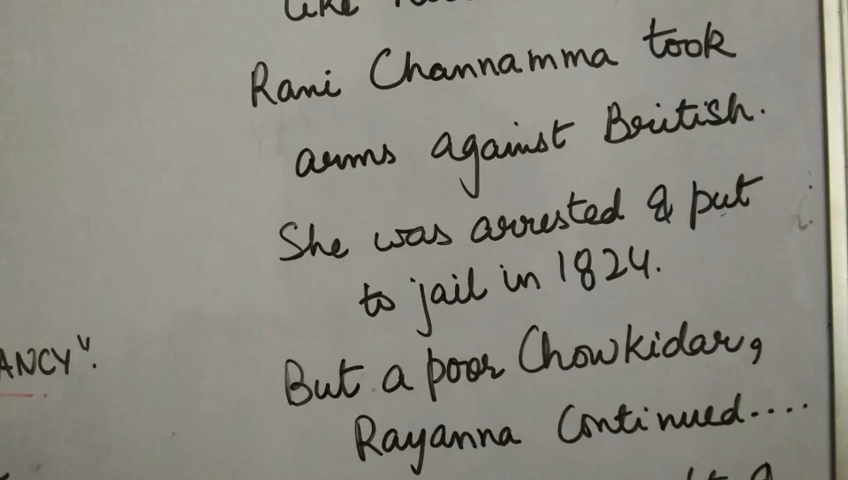 like
Rani Channamma took
arms against British.
She was arrested & put
to jail in 1824.
ANCY".
But a poor Chowkidar,
Rayanna Continued....